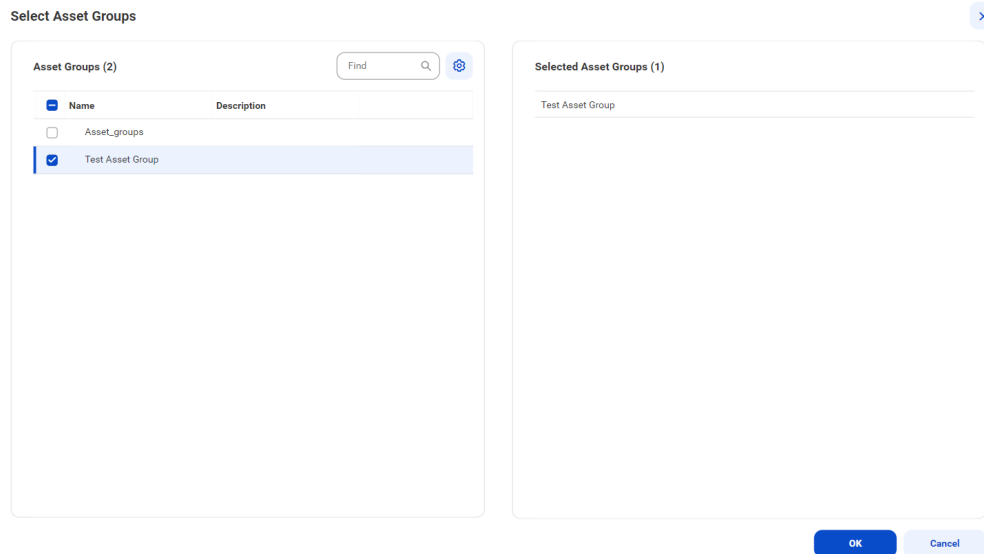 Select Asset Groups
Asset Groups (2)
Find
Name Description
Asset_groups
Test Asset Group
Selected Asset Groups (1)
Test Asset Group
OK Cancel